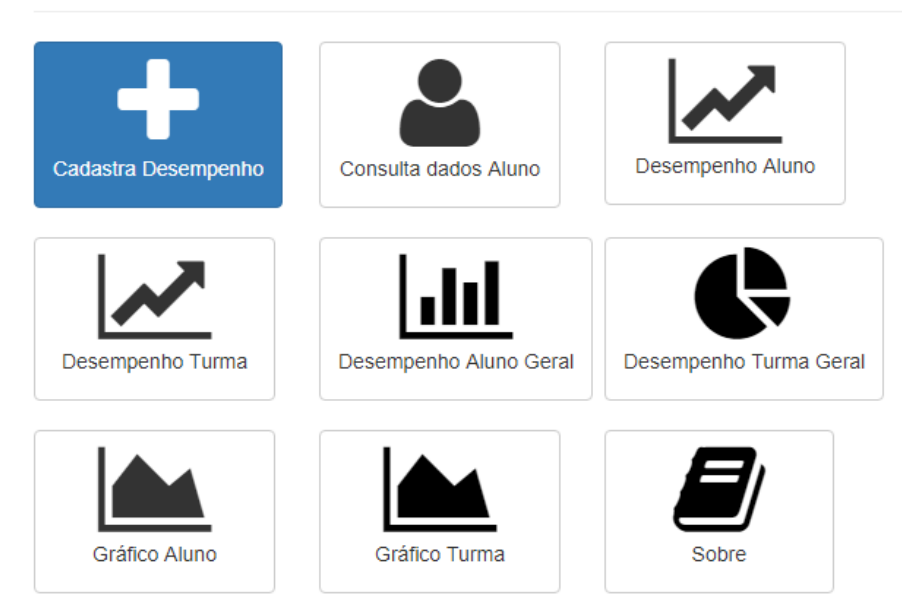 Cadastra Desempenho
Consulta dados Aluno
Desempenho Aluno
Desempenho Turma
Desempenho Aluno Geral
Desempenho Turma Geral
Gráfico Aluno
Gráfico Turma
Sobre